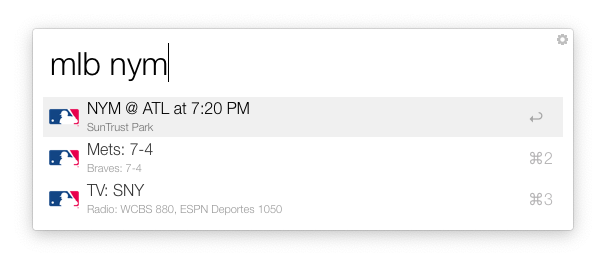 mlb nym
NYM @ ATL at 7:20 PM
SunTrust Park
Mets: 7-4
Braves: 7-4
⌘2
TV: SNY
Radio: WCBS 880, ESPN Deportes 1050
⌘3